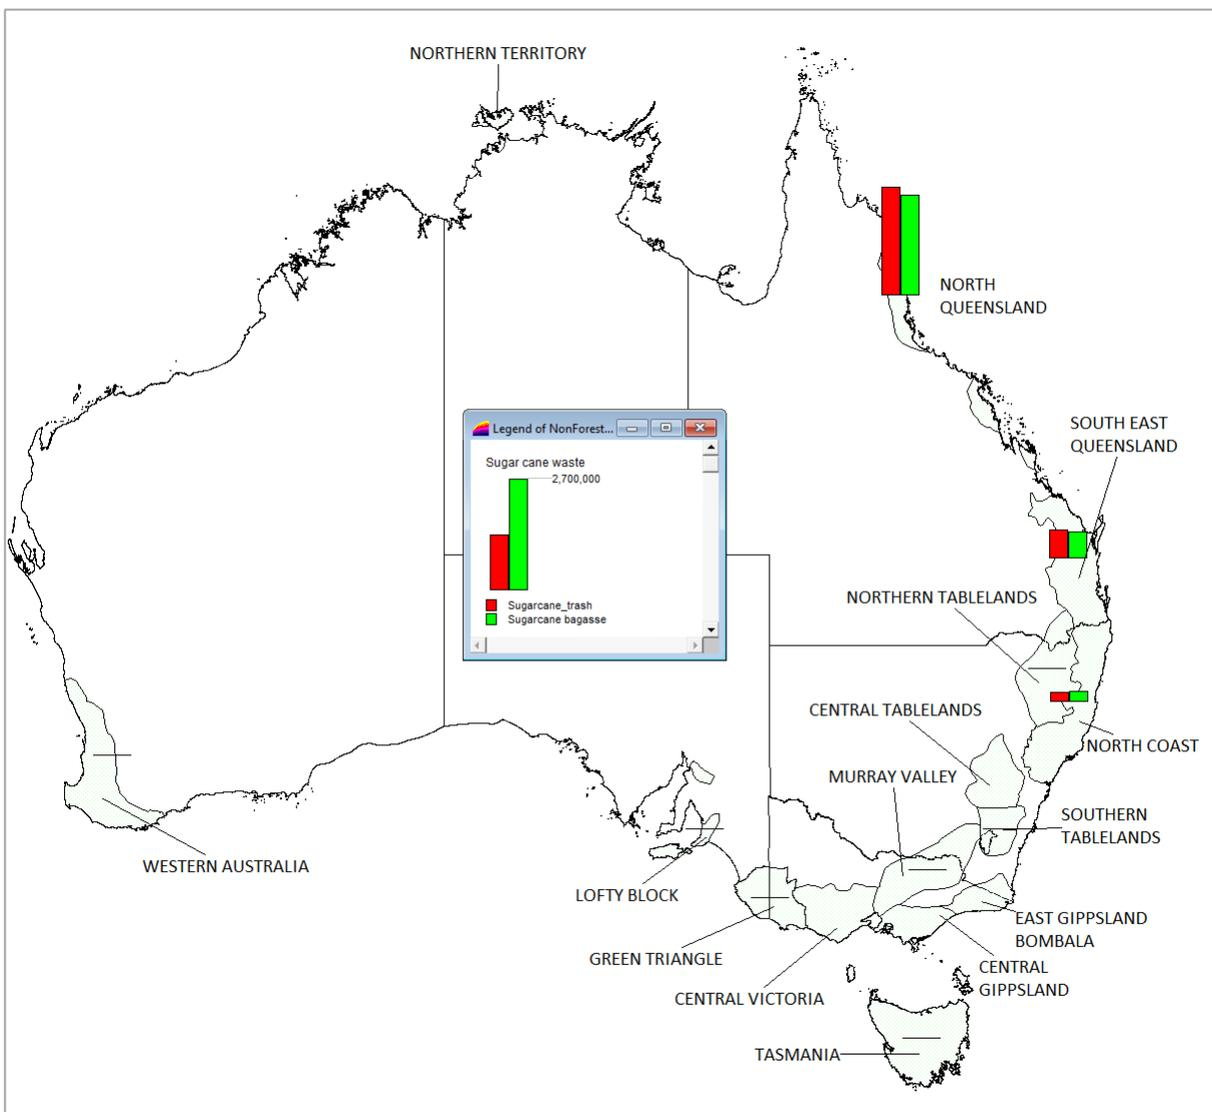 NORTHERN TERRITORY
NORTH
QUEENSLAND
SOUTH EAST
QUEENSLAND
Legend of NonForest...
Sugar cane waste
2,700,000
Sugarcane_trash
Sugarcane bagasse
NORTHERN TABLELANDS
CENTRAL TABLELANDS
NORTH COAST
MURRAY VALLEY
SOUTHERN
TABLELANDS
WESTERN AUSTRALIA
LOFTY BLOCK
EAST GIPPSLAND
BOMBALA
GREEN TRIANGLE
CENTRAL
GIPPSLAND
CENTRAL VICTORIA
TASMANIA